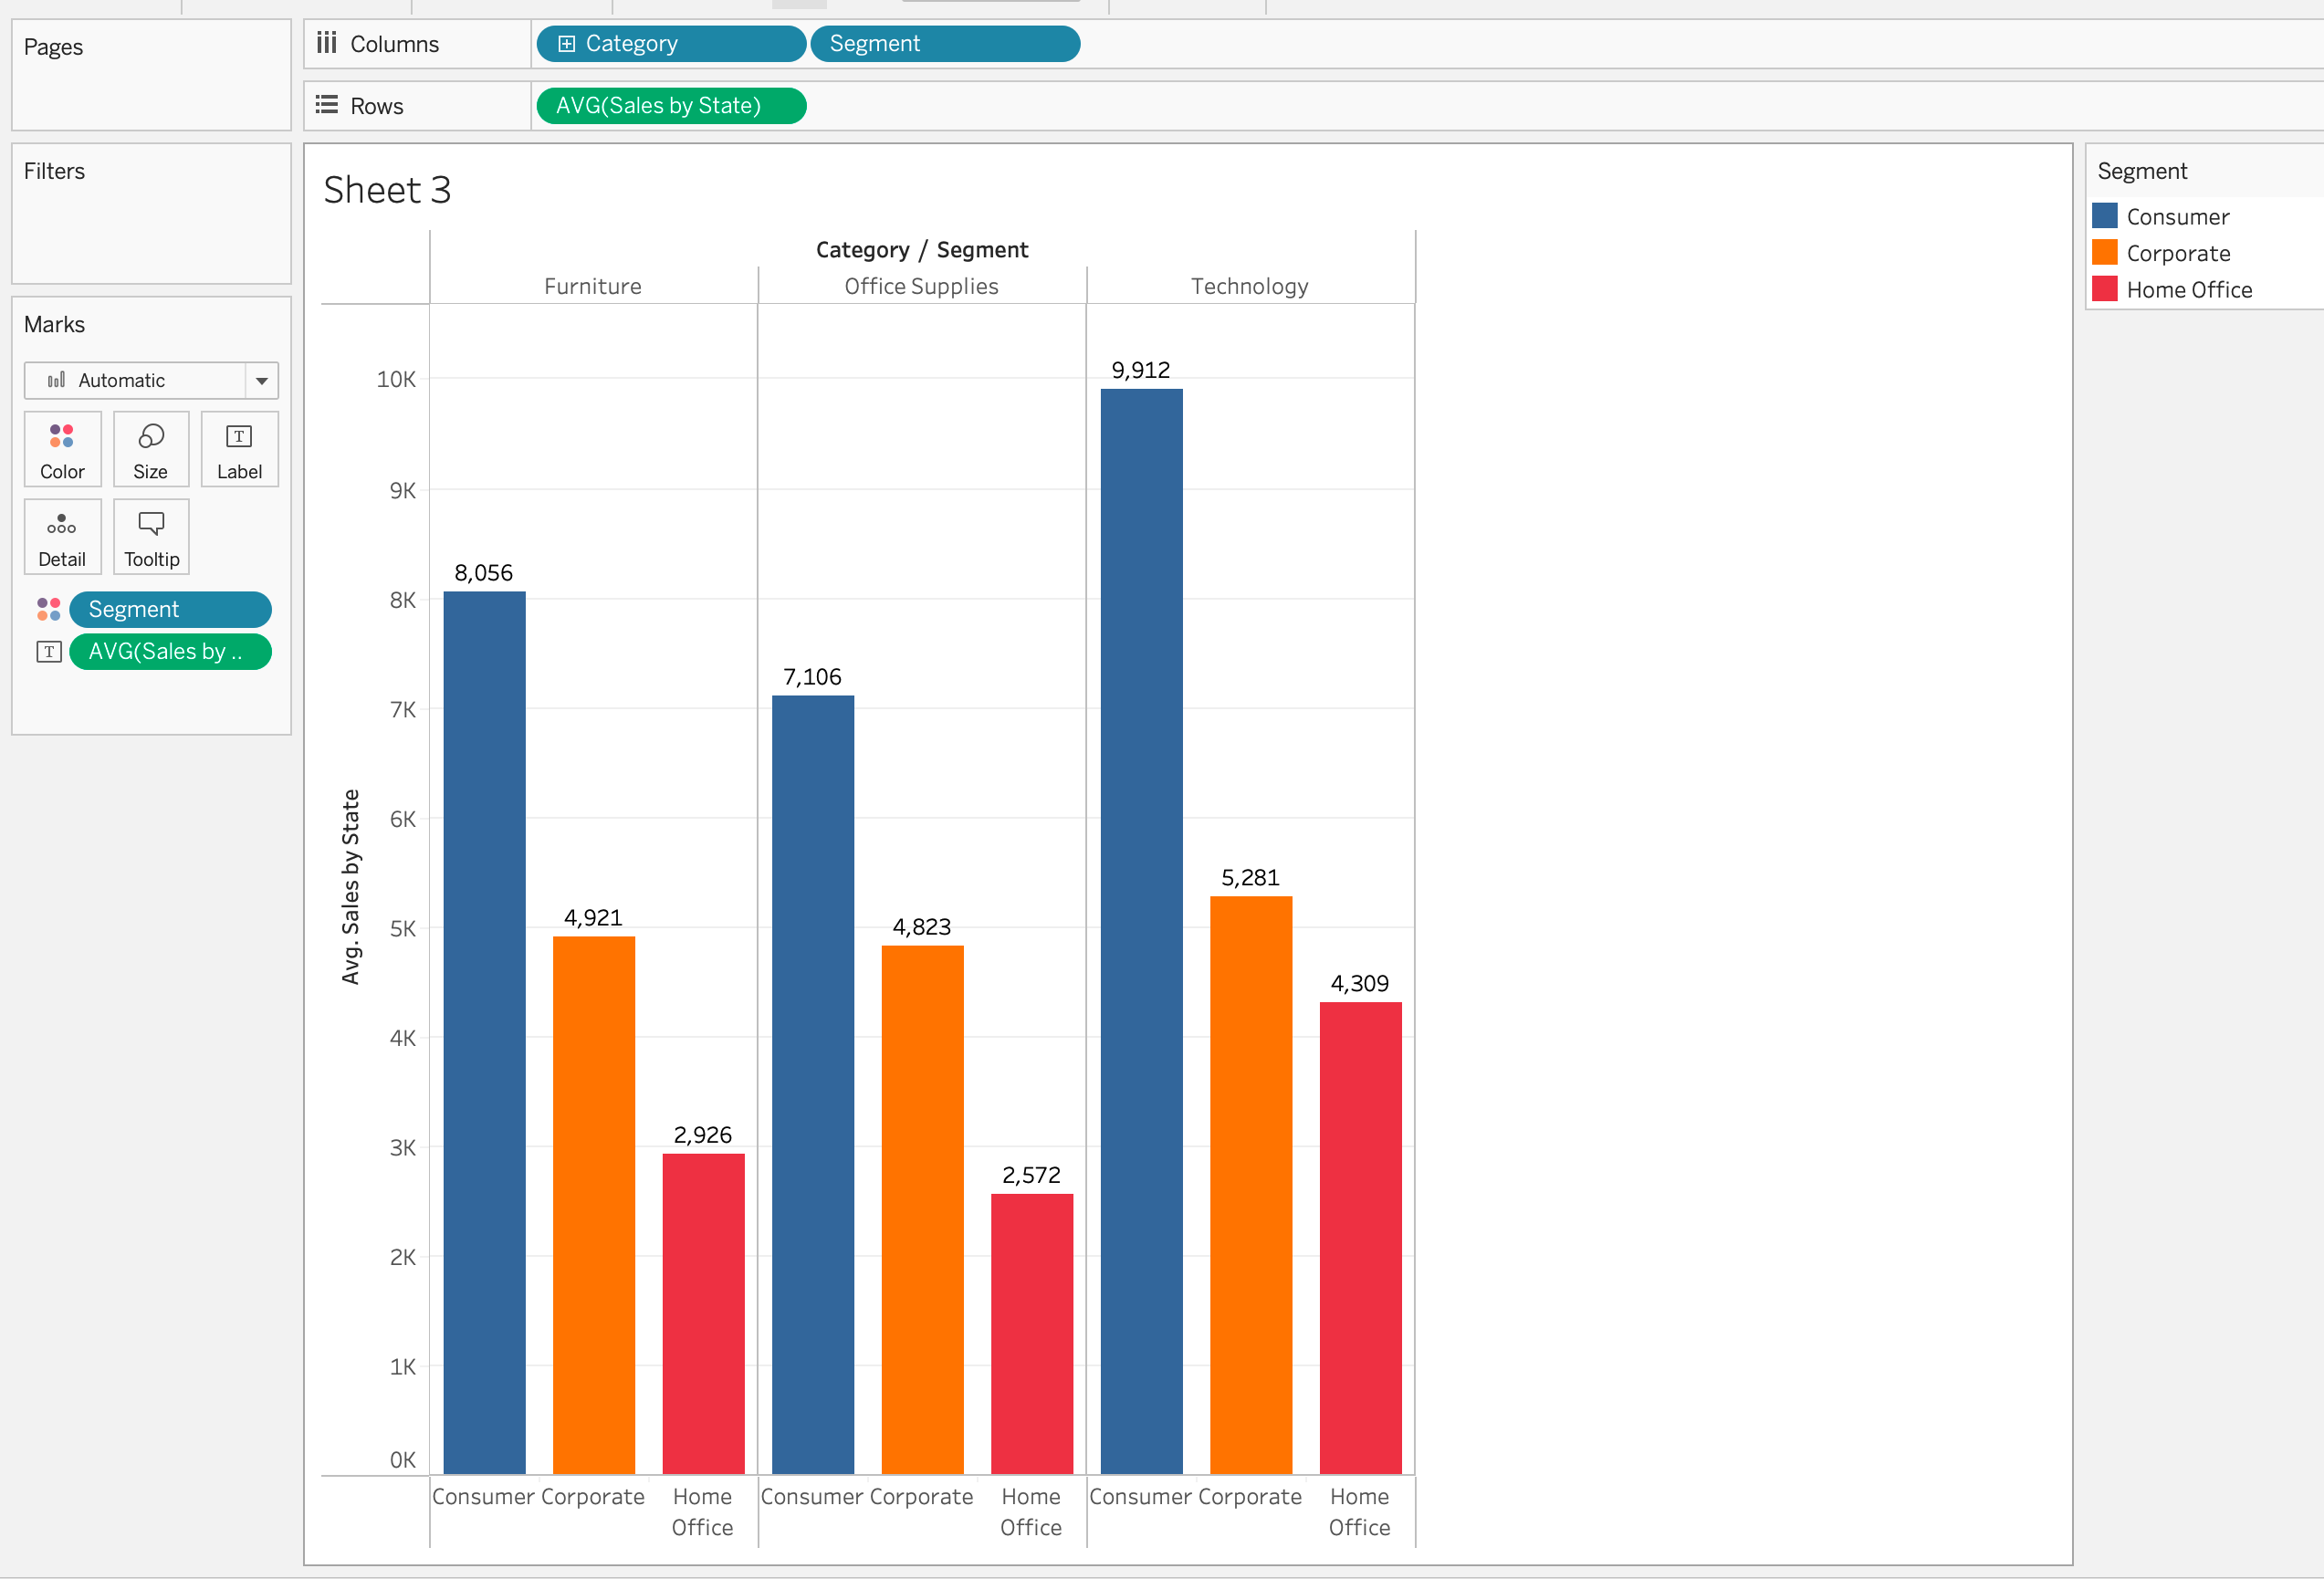 Pages
Columns
Category
Segment
Rows
AVG(Sales by State)
Filters
Marks
Automatic
Color
Size
T
Label
Detail
Tooltip
Segment
T
AVG(Sales by ..
Sheet 3
Category / Segment
Furniture
Office Supplies
Technology
Avg. Sales by State
10K
9K
8K
7K
6K
5K
4K
3K
2K
1K
0K
8,056
4,921
2,926
7,106
4,823
2,572
9,912
5,281
4,309
Consumer
Corporate
Home
Office
Consumer
Corporate
Home
Office
Consumer
Corporate
Home
Office
Segment
Consumer
Corporate
Home Office